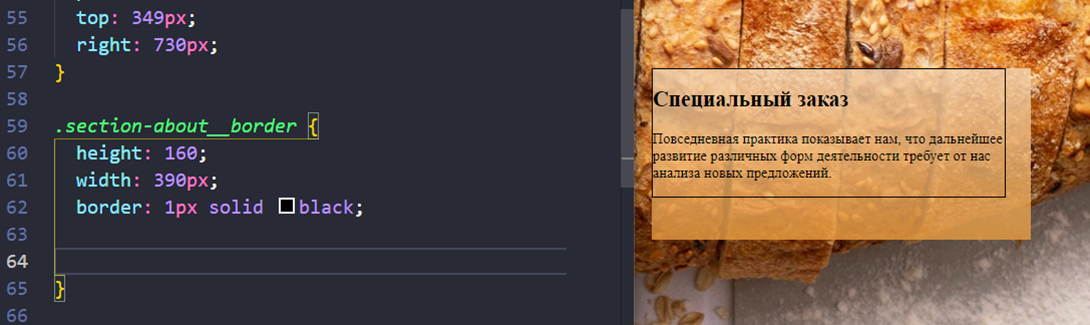 55 top: 349px;
56 right: 730px;
57 }
58
59 .section-about__border {
60 height: 160;
61 width: 390px;
62 border: 1px solid black;
63
64
65 }
66
Специальный заказ
Повседневная практика показывает нам, что дальнейшее
развитие различных форм деятельности требует от нас
анализа новых предложений.